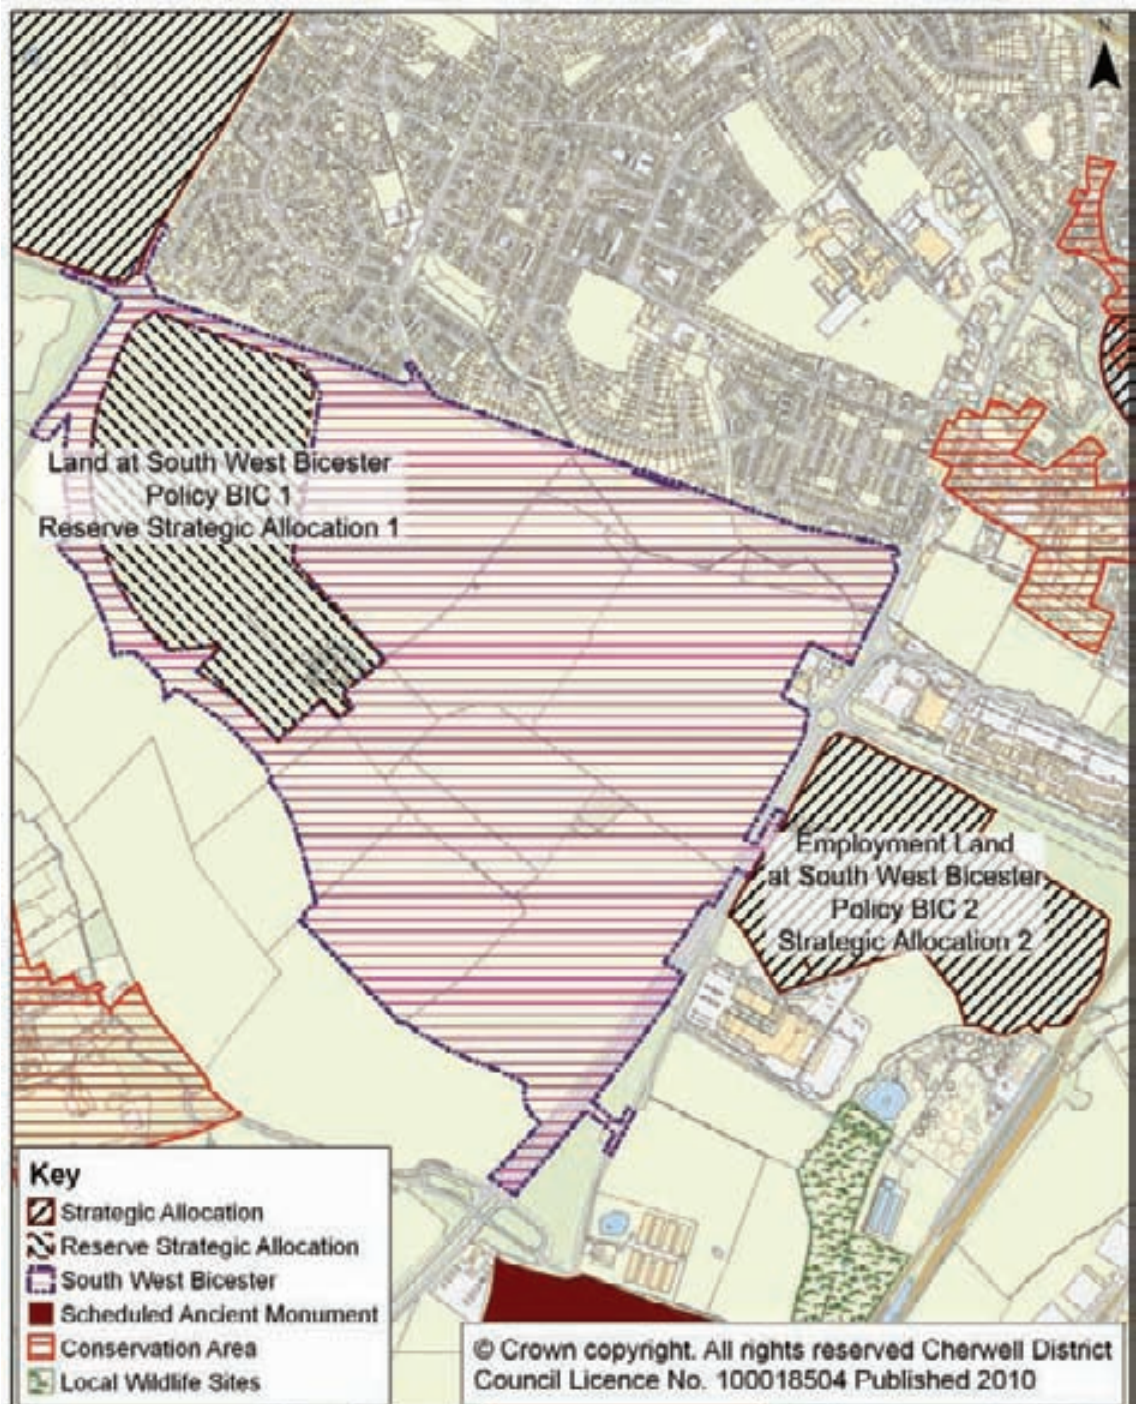 Land at South West Bicester
Policy BIC 1
Reserve Strategic Allocation 1
Employment Land
at South West Bicester
Policy BIC 2
Strategic Allocation 2
Key
Strategic Allocation
Reserve Strategic Allocation
South West Bicester
Scheduled Ancient Monument
Conservation Area
Local Wildlife Sites
© Crown copyright. All rights reserved Cherwell District
Council Licence No. 100018504 Published 2010